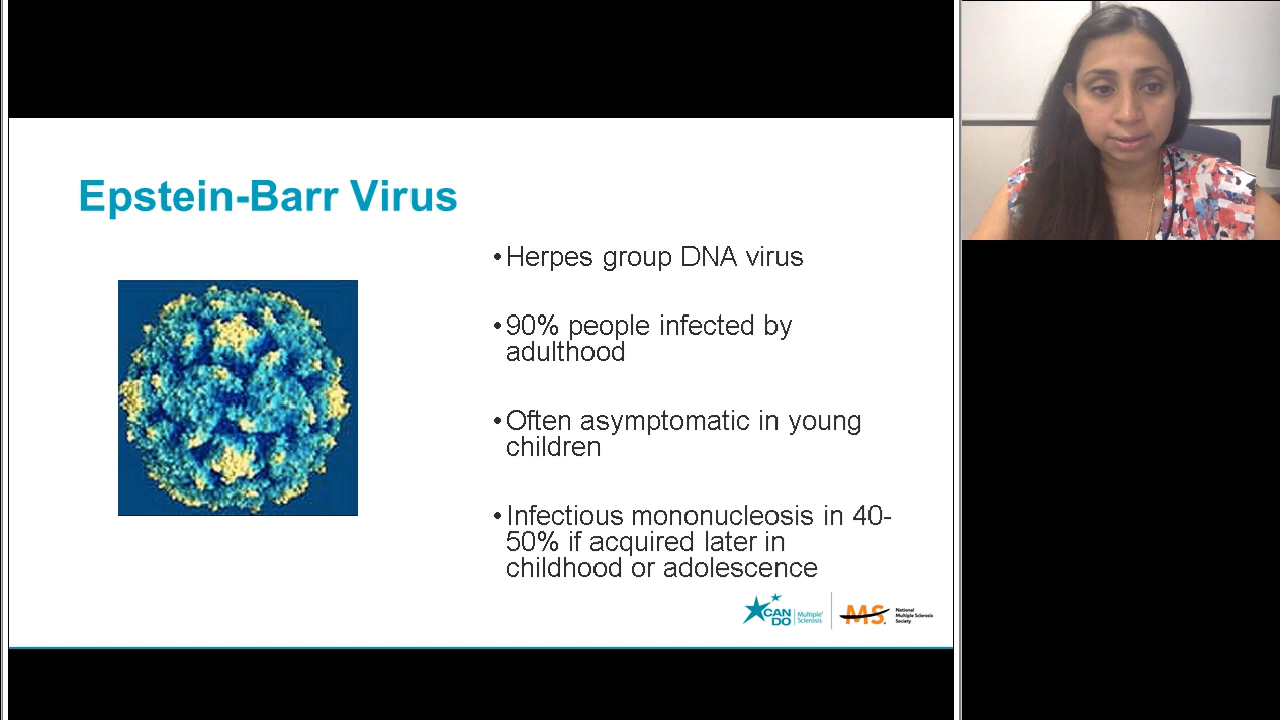 Epstein-Barr Virus
•Herpes group DNA virus
•90% people infected by
adulthood
•Often asymptomatic in young
children
•Infectious mononucleosis in 40-
50% if acquired later in
childhood or adolescence
CAN
DO
Multiple
Sclerosis
MS
National
Multiple Sclerosis
Society